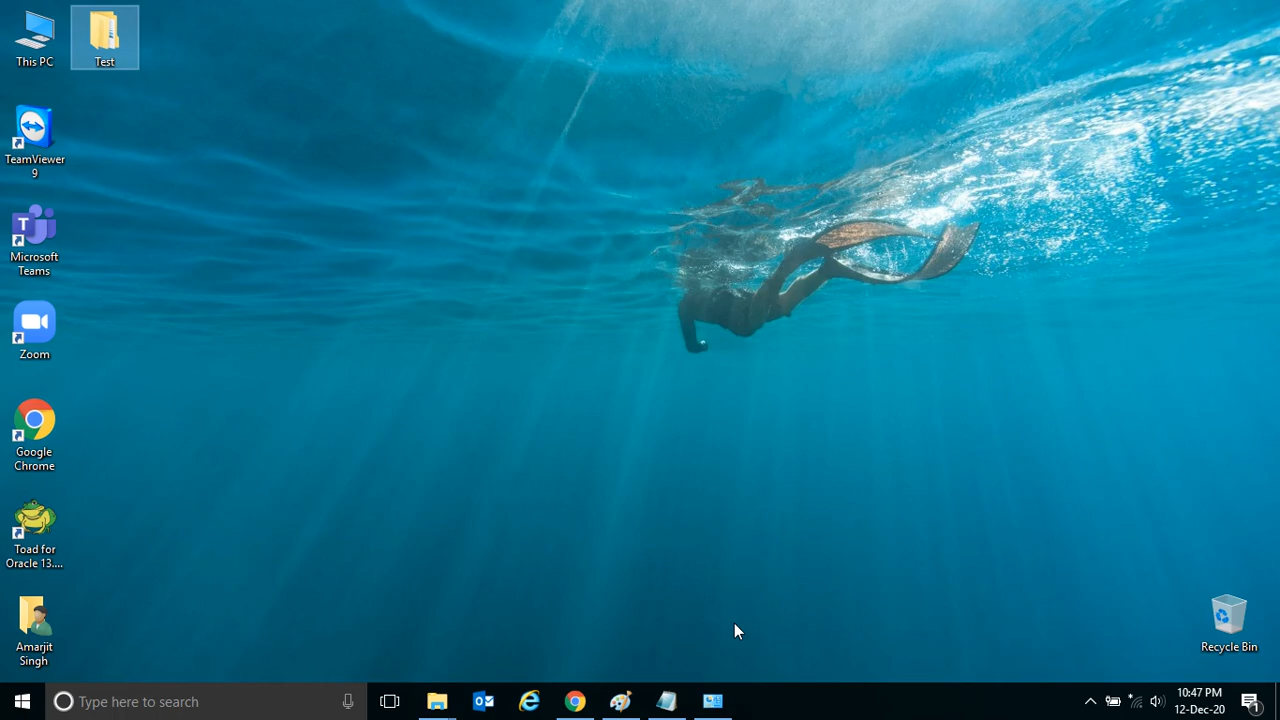 This PC
Test
TeamViewer
9
Microsoft
Teams
Zoom
Google
Chrome
Toad for
Oracle 13....
Amarjit
Singh
Recycle Bin
Type here to search
10:47 PM
12-Dec-20
1